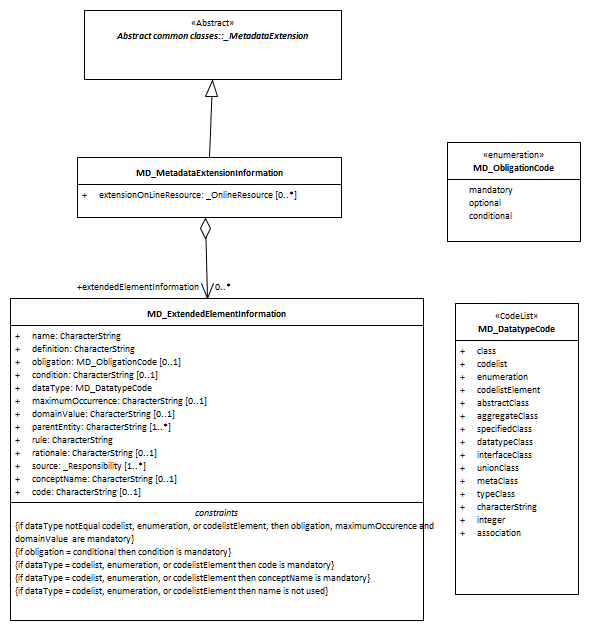 «Abstract»
Abstract common classes::_MetadataExtension
MD_MetadataExtensionInformation
+ extensionOnLineResource: _OnlineResource [0..*]
«enumeration»
MD_ObligationCode
mandatory
optional
conditional
+extendedElementInformation 0..*
MD_ExtendedElementInformation
+ name: CharacterString
+ definition: CharacterString
+ obligation: MD_ObligationCode [0..1]
+ condition: CharacterString [0..1]
+ dataType: MD_DatatypeCode
+ maximumOccurrence: CharacterString [0..1]
+ domainValue: CharacterString [0..1]
+ parentEntity: CharacterString [1..*]
+ rule: CharacterString
+ rationale: CharacterString [0..1]
+ source: _Responsibility [1..*]
+ conceptName: CharacterString [0..1]
+ code: CharacterString [0..1]
constraints
{if dataType notEqual codelist, enumeration, or codelistElement, then obligation, maximumOccurence and
domainValue are mandatory}
{if obligation = conditional then condition is mandatory}
{if dataType = codelist, enumeration, or codelistElement then code is mandatory}
{if dataType = codelist, enumeration, or codelistElement then conceptName is mandatory}
{if dataType = codelist, enumeration, or codelistElement then name is not used}
«CodeList»
MD_DatatypeCode
+ class
+ codelist
+ enumeration
+ codelistElement
+ abstractClass
+ aggregateClass
+ specifiedClass
+ datatypeClass
+ interfaceClass
+ unionClass
+ metaClass
+ typeClass
+ characterString
+ integer
+ association